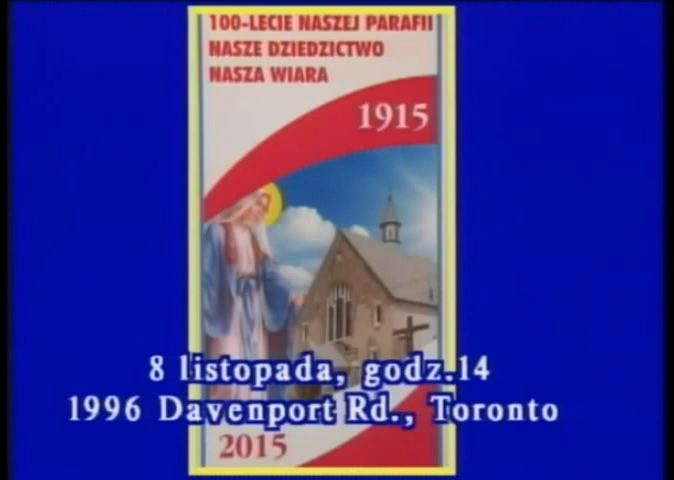 100-LECIE NASZEJ PARAFII
NASZE DZIEDZICTWO
NASZA WIARA
1915
8 listopada, godz.14
1996 Davenport Rd., Toronto
2015